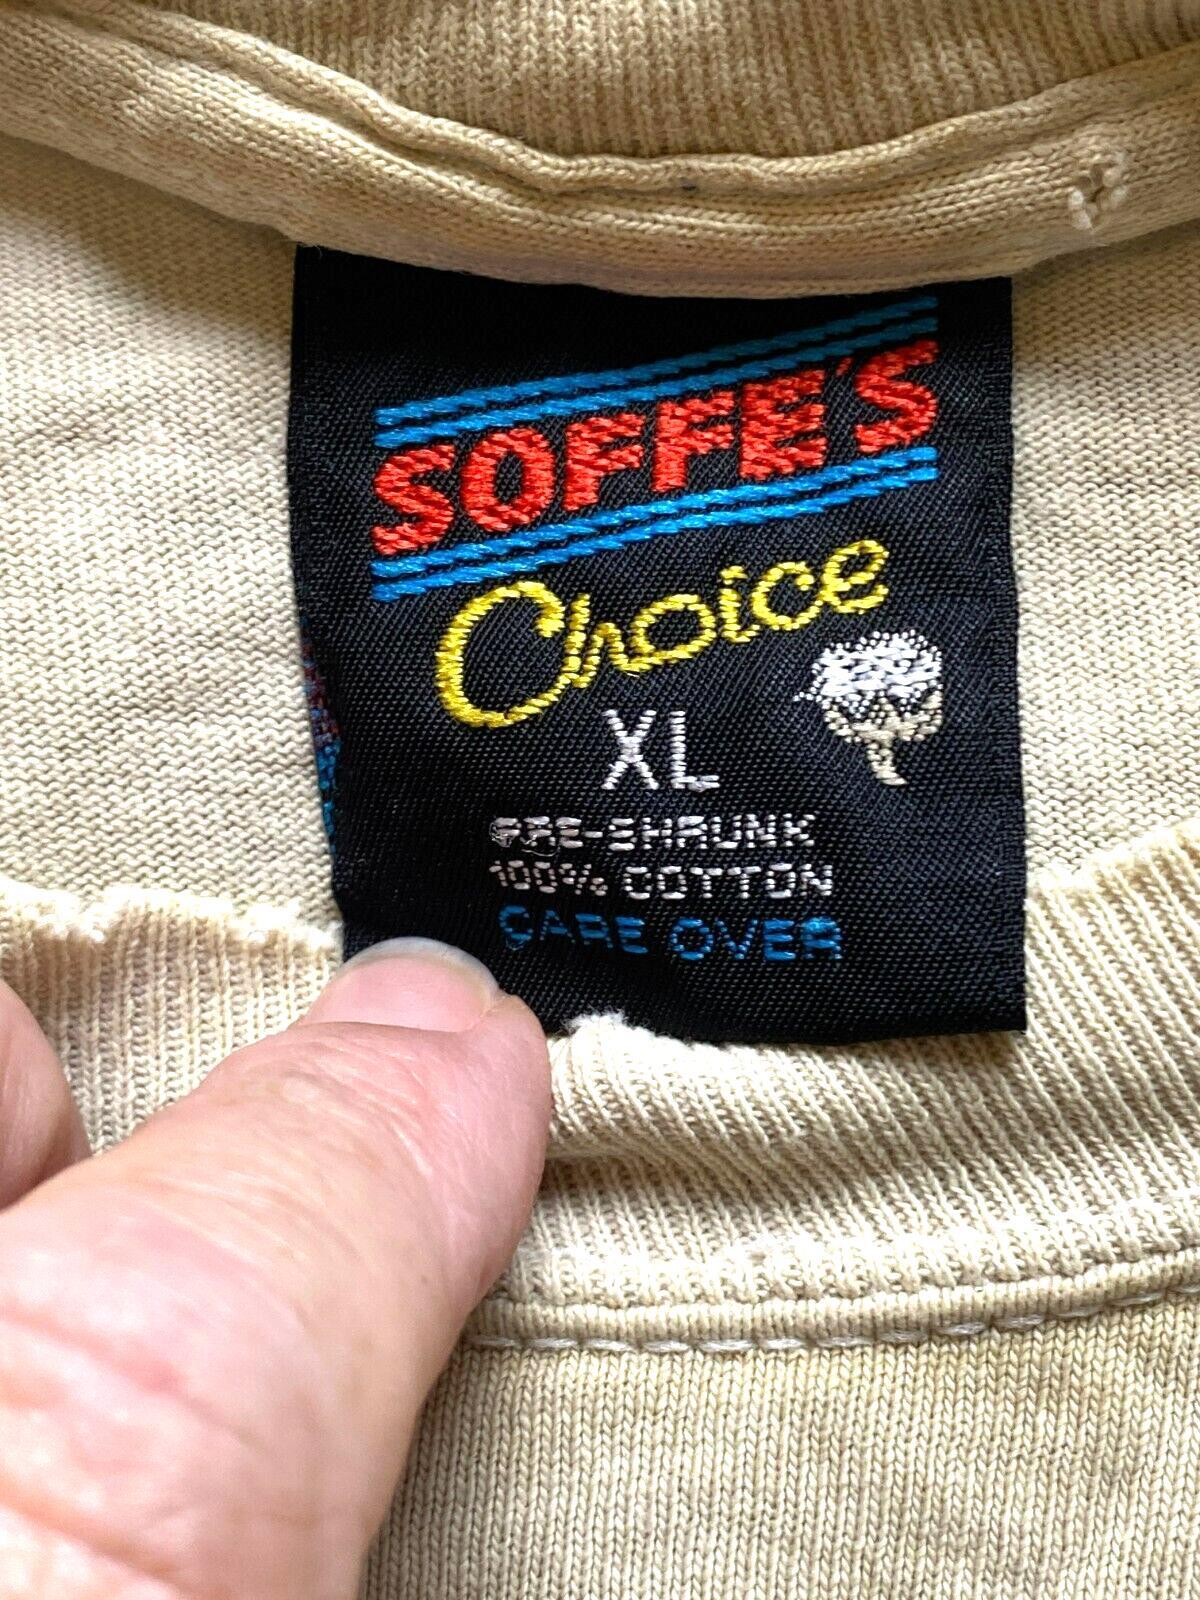 SOFFE'S
Choice
XL
PRE-SHRUNK
100% COTTON
CARE OVER